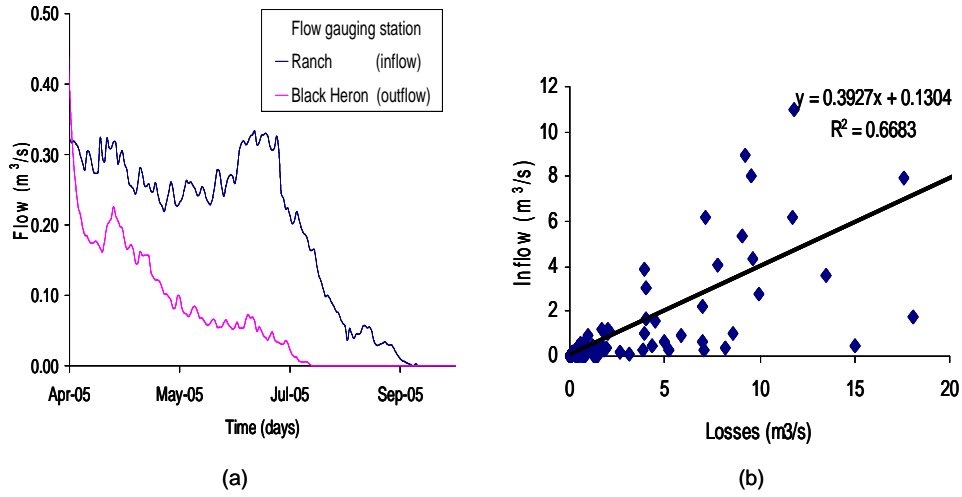 Flow gauging station
Ranch (inflow)
Black Heron (outflow)
0.50
0.40
0.30
0.20
0.10
0.00
Flow (m³/s)
Apr-05 May-05 Jul-05 Sep-05
Time (days)
(a)
y = 0.3927x + 0.1304
R² = 0.6683
12
10
8
6
4
2
0
Inflow (m³/s)
0 5 10 15 20
Losses (m3/s)
(b)